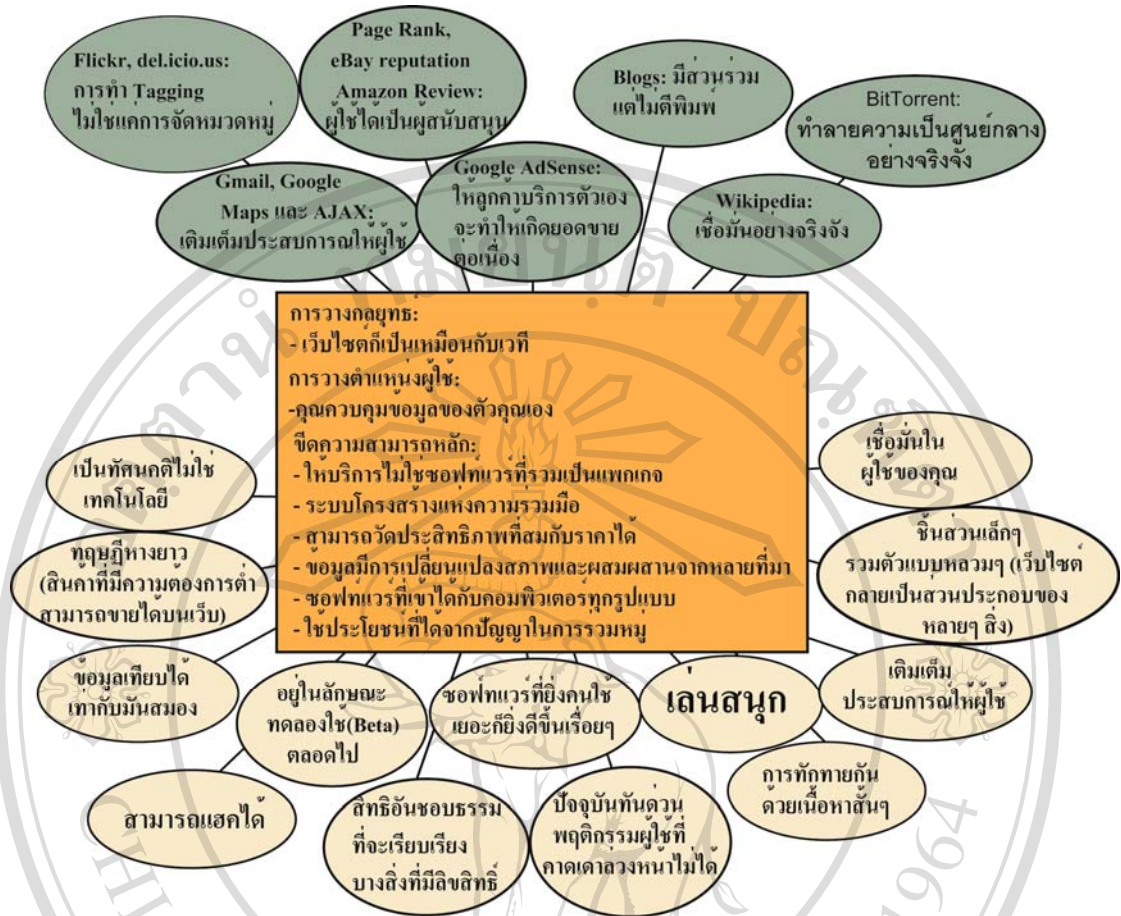 Flickr, del.icio.us:
การทำ Tagging
ไม่ใช่แค่การจัดหมวดหมู่
Page Rank,
eBay reputation
Amazon Review:
ผู้ใช้ได้เป็นผู้สนับสนุน
Blogs: มีส่วนร่วม
แต่ไม่ตีพิมพ์
BitTorrent:
ทำลายความเป็นศูนย์กลาง
อย่างจริงจัง
Gmail, Google
Maps และ AJAX:
เติมเต็มประสบการณ์ให้ผู้ใช้
Google AdSense:
ให้ลูกค้าบริการตัวเอง
จะทำให้เกิดยอดขาย
ต่อเนื่อง
Wikipedia:
เชื่อมั่นอย่างจริงจัง
การวางกลยุทธ์:
- เว็บไซต์ก็เป็นเหมือนกับเวที
การวางตำแหน่งผู้ใช้:
-คุณควบคุมข้อมูลของตัวคุณเอง
ขีดความสามารถหลัก:
- ให้บริการไม่ใช่ซอฟท์แวร์ที่รวมเป็นแพกเกจ
- ระบบโครงสร้างแห่งความร่วมมือ
- สามารถวัดประสิทธิภาพที่สมกับราคาได้
- ข้อมูลมีการเปลี่ยนแปลงสภาพและผสมผสานจากหลายที่มา
- ซอฟท์แวร์ที่เข้าได้กับคอมพิวเตอร์ทุกรูปแบบ
- ใช้ประโยชน์ที่ได้จากปัญญาในการรวมหมู่
เป็นทัศนคติไม่ใช่
เทคโนโลยี
ทฤษฎีหางยาว
(สินค้าที่มีความต้องการต่ำ
สามารถขายได้บนเว็บ)
ข้อมูลเทียบได้
เท่ากับมันสมอง
อยู่ในลักษณะ
ทดลองใช้(Beta)
ตลอดไป
ซอฟท์แวร์ที่ยิ่งคนใช้
เยอะก็ยิ่งดีขึ้นเรื่อยๆ
เล่นสนุก
เชื่อมั่นใน
ผู้ใช้ของคุณ
ชิ้นส่วนเล็กๆ
รวมตัวแบบหลวมๆ (เว็บไซต์
กลายเป็นส่วนประกอบของ
หลายๆ สิ่ง)
เติมเต็ม
ประสบการณ์ให้ผู้ใช้
สามารถแฮคได้
สิทธิอันชอบธรรม
ที่จะเรียบเรียง
บางสิ่งที่มีลิขสิทธิ์
ปัจจุบันทันด่วน
พฤติกรรมผู้ใช้ที่
คาดเดาล่วงหน้าไม่ได้
การทักทายกัน
ด้วยเนื้อหาสั้นๆ
1964